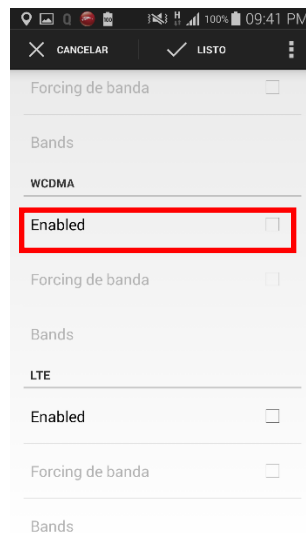 100% 09:41 PM
CANCELAR LISTO
Forcing de banda
Bands
WCDMA
Enabled
Forcing de banda
Bands
LTE
Enabled
Forcing de banda
Bands